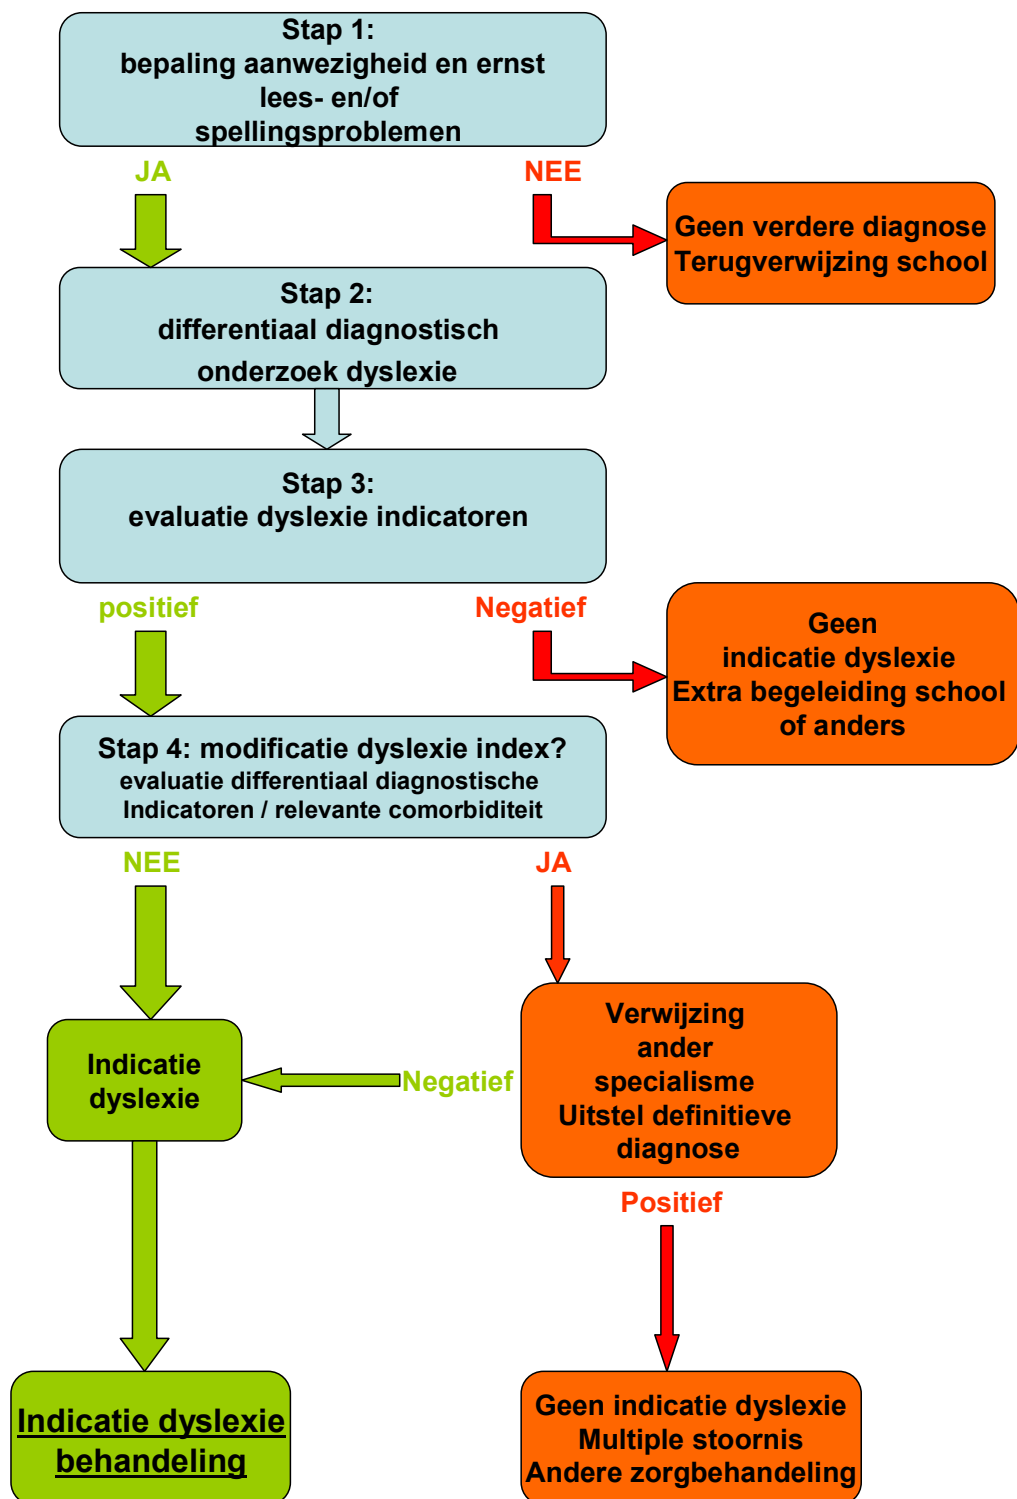 Stap 1:
bepaling aanwezigheid en ernst
lees- en/of
spellingsproblemen
JA
NEE
Geen verdere diagnose
Terugverwijzing school
Stap 2:
differentiaal diagnostisch
onderzoek dyslexie
Stap 3:
evaluatie dyslexie indicatoren
positief
Negatief
Geen
indicatie dyslexie
Extra begeleiding school
of anders
Stap 4: modificatie dyslexie index?
evaluatie differentiaal diagnostische
Indicatoren / relevante comorbiditeit
NEE
JA
Verwijzing
ander
specialisme
Uitstel definitieve
diagnose
Indicatie
dyslexie
Negatief
Positief
Indicatie dyslexie
behandeling
Geen indicatie dyslexie
Multiple stoornis
Andere zorgbehandeling